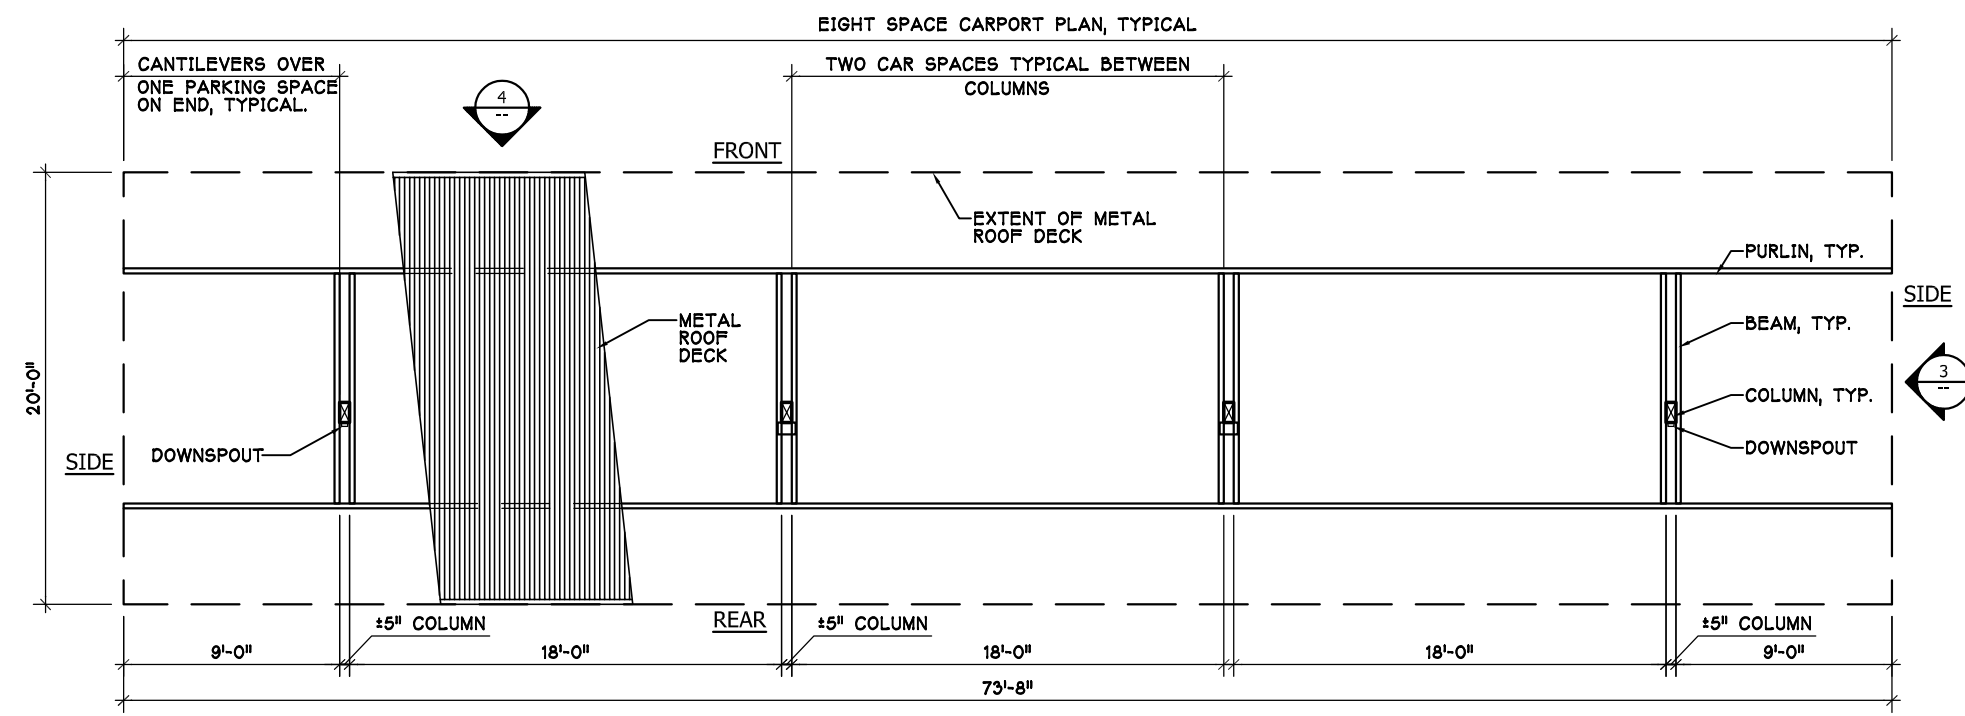 EIGHT SPACE CARPORT PLAN, TYPICAL
CANTILEVERS OVER
ONE PARKING SPACE
ON END, TYPICAL.
TWO CAR SPACES TYPICAL BETWEEN
COLUMNS
4
--
FRONT
EXTENT OF METAL
ROOF DECK
PURLIN, TYP.
SIDE
METAL
ROOF
DECK
BEAM, TYP.
20'-0"
3
--
COLUMN, TYP.
DOWNSPOUT
DOWNSPOUT
SIDE
REAR
±5" COLUMN
±5" COLUMN
±5" COLUMN
9'-0"
18'-0"
18'-0"
18'-0"
9'-0"
73'-8"